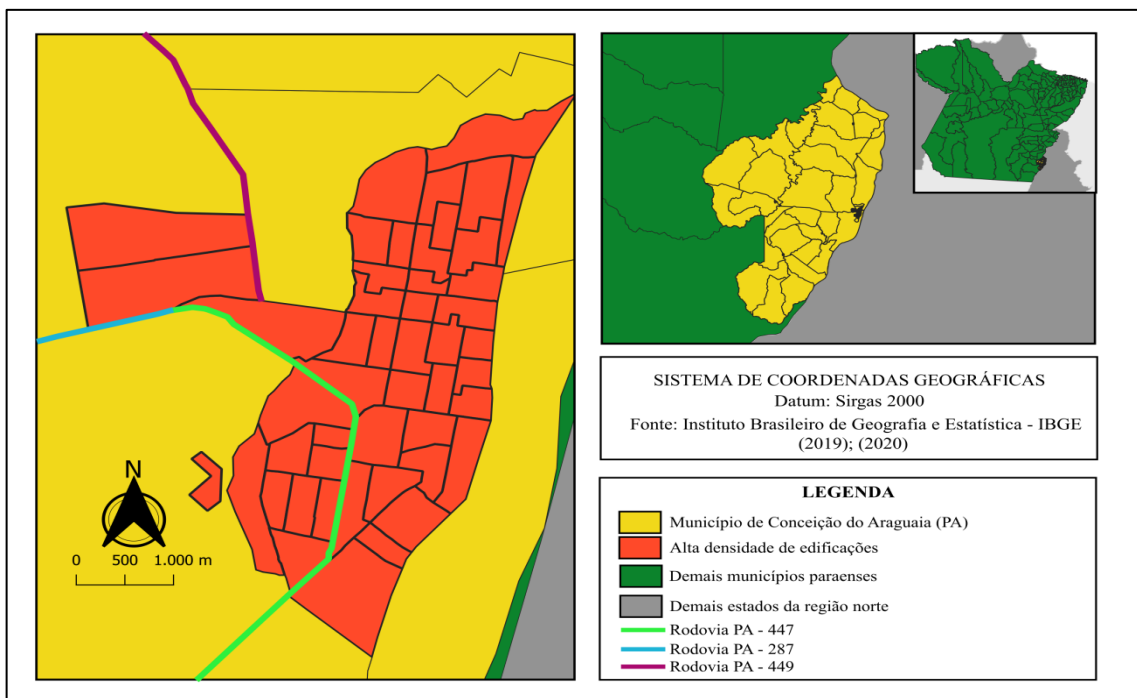 N
0 500 1.000 m
SISTEMA DE COORDENADAS GEOGRÁFICAS
Datum: Sirgas 2000
Fonte: Instituto Brasileiro de Geografia e Estatística - IBGE
(2019); (2020)
LEGENDA
Município de Conceição do Araguaia (PA)
Alta densidade de edificações
Demais municípios paraenses
Demais estados da região norte
Rodovia PA - 447
Rodovia PA - 287
Rodovia PA - 449